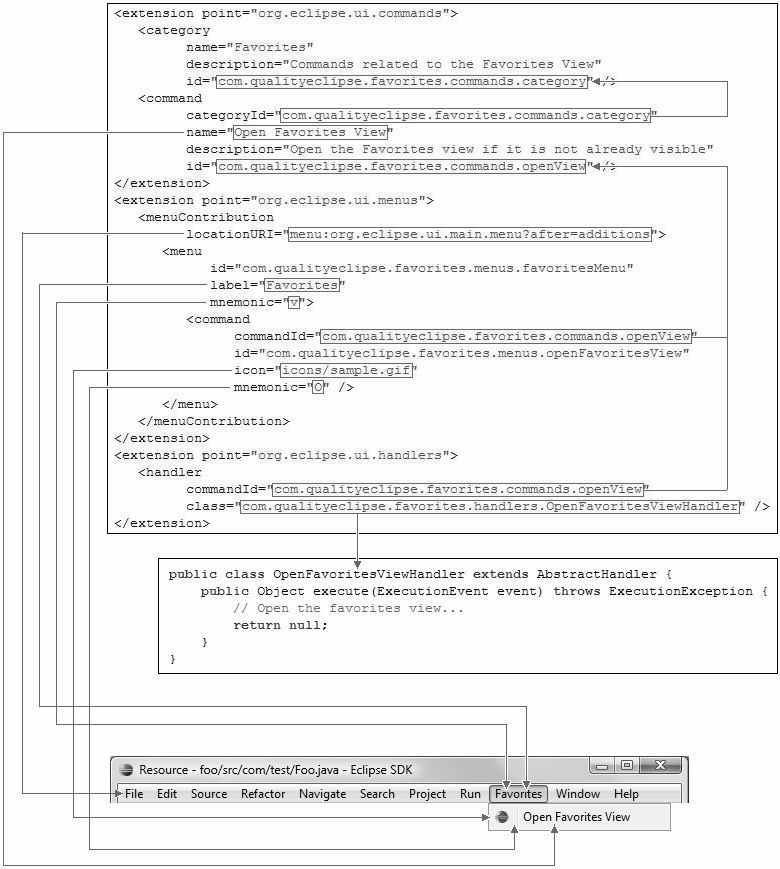 <extension point="org.eclipse.ui.commands">
<category
name="Favorites"
description="Commands related to the Favorites View"
id="com.qualityeclipse.favorites.commands.category" />
<command
categoryId="com.qualityeclipse.favorites.commands.category"
name="Open Favorites View"
description="Open the Favorites view if it is not already visible"
id="com.qualityeclipse.favorites.commands.openView" />
</extension>
<extension point="org.eclipse.ui.menus">
<menuContribution
locationURI="menu:org.eclipse.ui.main.menu?after=additions">
<menu
id="com.qualityeclipse.favorites.menus.favoritesMenu"
label="Favorites"
mnemonic="v">
<command
commandId="com.qualityeclipse.favorites.commands.openView"
id="com.qualityeclipse.favorites.menus.openFavoritesView"
icon="icons/sample.gif"
mnemonic="O" />
</menu>
</menuContribution>
</extension>
<extension point="org.eclipse.ui.handlers">
<handler
commandId="com.qualityeclipse.favorites.commands.openView"
class="com.qualityeclipse.favorites.handlers.OpenFavoritesViewHandler" />
</extension>
public class OpenFavoritesViewHandler extends AbstractHandler {
public Object execute(ExecutionEvent event) throws ExecutionException {
// Open the favorites view...
return null;
}
}
Resource - foo/src/com/test/Foo.java - Eclipse SDK
File Edit Source Refactor Navigate Search Project Run Favorites Window Help
Open Favorites View